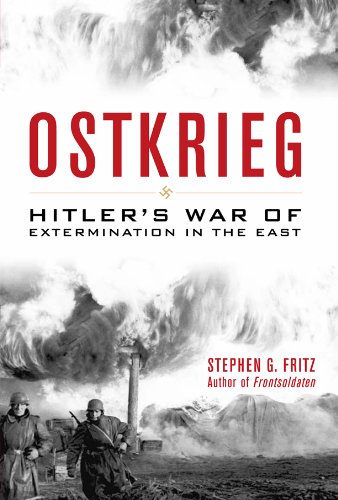 OSTKRIEG
HITLER'S WAR OF
EXTERMINATION IN THE EAST
STEPHEN G. FRITZ
Author of Frontsoldaten